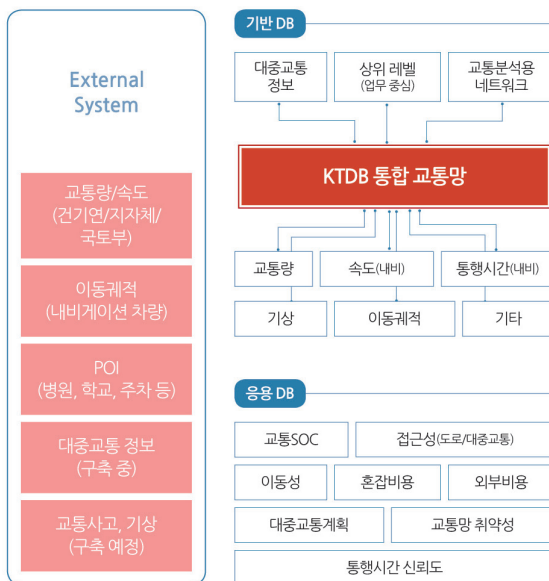 External
System
교통량/속도
(건기연/지자체/
국토부)
이동궤적
(내비게이션 차량)
POI
(병원, 학교, 주차 등)
대중교통 정보
(구축 중)
교통사고, 기상
(구축 예정)
기반 DB
대중교통
정보
상위 레벨
(업무 중심)
교통분석용
네트워크
KTDB 통합 교통망
교통량
속도(내비)
통행시간(내비)
기상
이동궤적
기타
응용 DB
교통SOC
접근성(도로/대중교통)
이동성
혼잡비용
외부비용
대중교통계획
교통망 취약성
통행시간 신뢰도